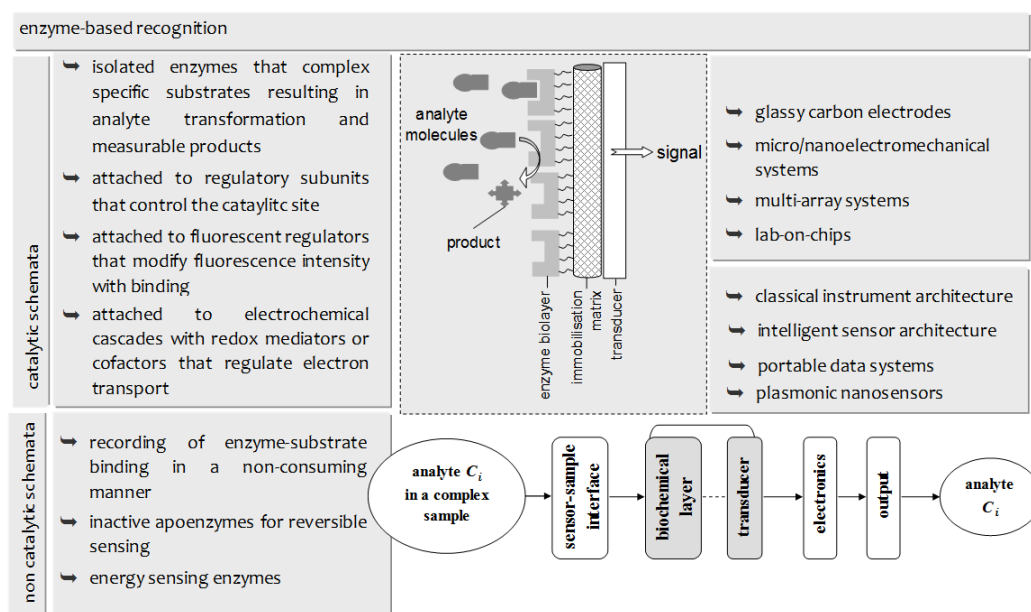 enzyme-based recognition
catalytic schemata
➥ isolated enzymes that complex
specific substrates resulting in
analyte transformation and
measurable products
➥ attached to regulatory subunits
that control the cataylitc site
➥ attached to fluorescent regulators
that modify fluorescence intensity
with binding
➥ attached to electrochemical
cascades with redox mediators or
cofactors that regulate electron
transport
analyte
molecules
product
signal
enzyme biolayer
immobilisation
matrix
transducer
➥ glassy carbon electrodes
➥ micro/nanoelectromechanical
systems
➥ multi-array systems
➥ lab-on-chips
➥ classical instrument architecture
➥ intelligent sensor architecture
➥ portable data systems
➥ plasmonic nanosensors
non catalytic schemata
➥ recording of enzyme-substrate
binding in a non-consuming
manner
➥ inactive apoenzymes for reversible
sensing
➥ energy sensing enzymes
analyte C i
in a complex
sample
sensor-sample
interface
biochemical
layer
transducer
electronics
output
analyte
C i